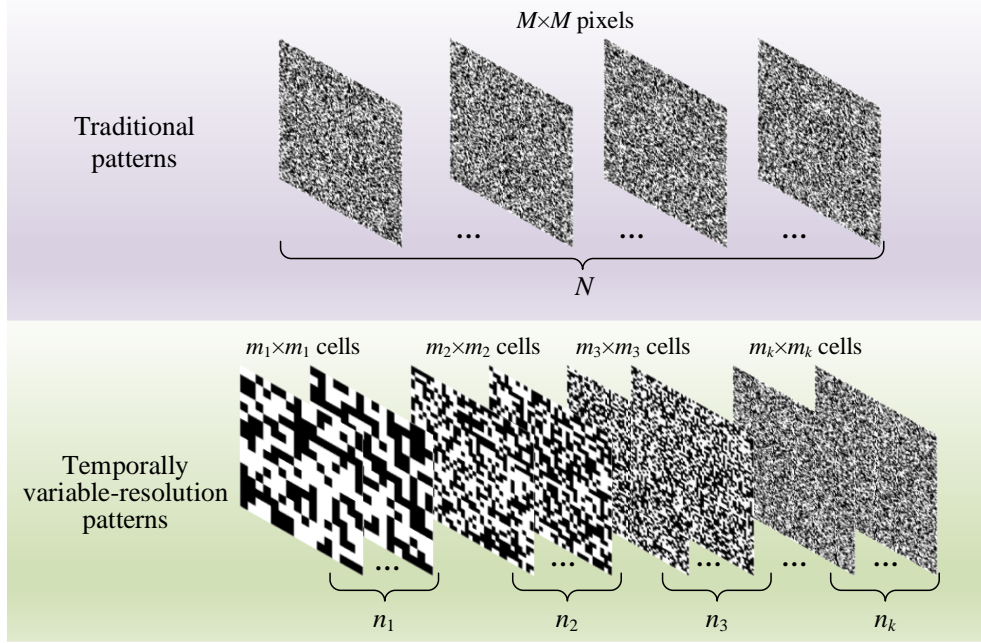 M×M pixels
Traditional
patterns
... ... ...
N
m₁×m₁ cells m₂×m₂ cells m₃×m₃ cells mₖ×mₖ cells
Temporally
variable-resolution
patterns
... ... ... ... ...
n₁ n₂ n₃ nₖ